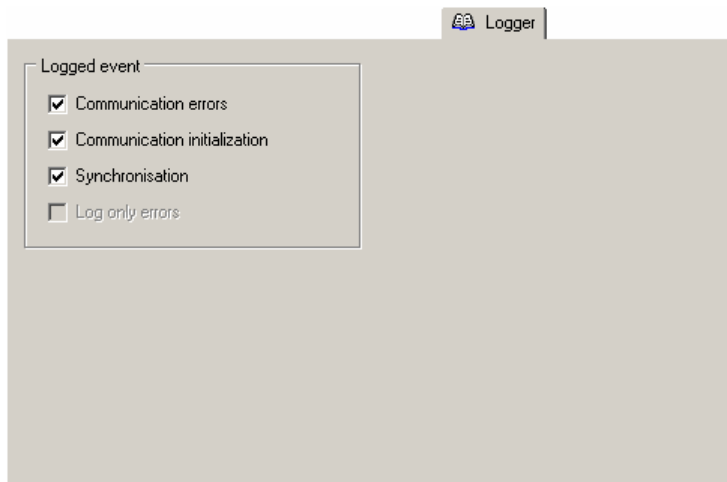 Logger
Logged event
Communication errors
Communication initialization
Synchronisation
Log only errors